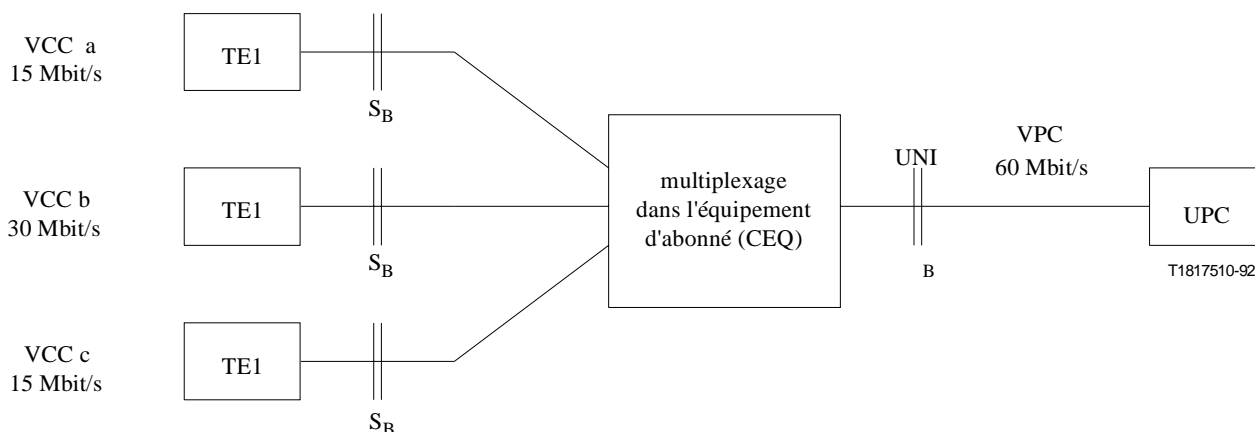 VCC a
15 Mbit/s
TE1
S_B
VCC b
30 Mbit/s
TE1
S_B
VCC c
15 Mbit/s
TE1
S_B
multiplexage
dans l'équipement
d'abonné (CEQ)
UNI
B
VPC
60 Mbit/s
UPC
T1817510-92